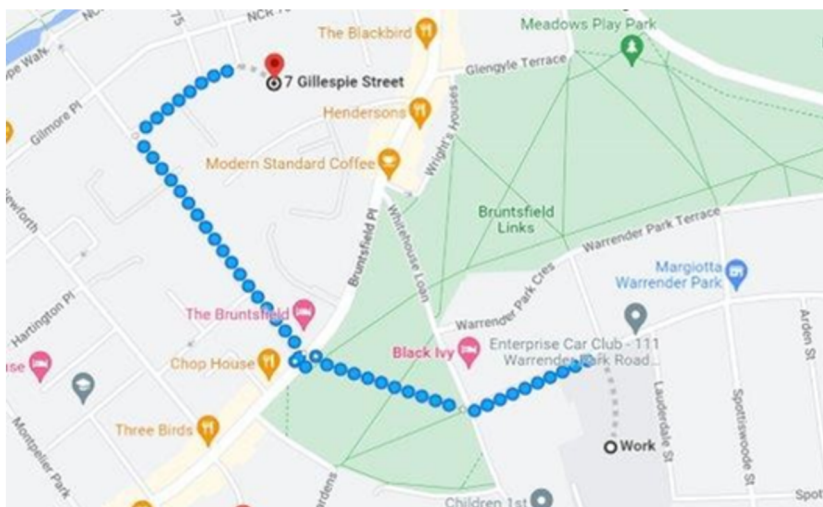 The Blackbird
Meadows Play Park
7 Gillespie Street
Glengyle Terrace
Gilmore Pl
Hendersons
Wright's Houses
Modern Standard Coffee
Bruntsfield Pl
Whitehouse Loan
Bruntsfield
Links
Warrender Park Terrace
Hartington Pl
The Bruntsfield
Warrender Park Cres
Margiotta
Warrender Park
Black Ivy
Enterprise Car Club - 111
Warrender Park Road...
Chop House
Arden St
Three Birds
Lauderdale St
Spottiswoode St
Montpelier Park
Work
Children 1st